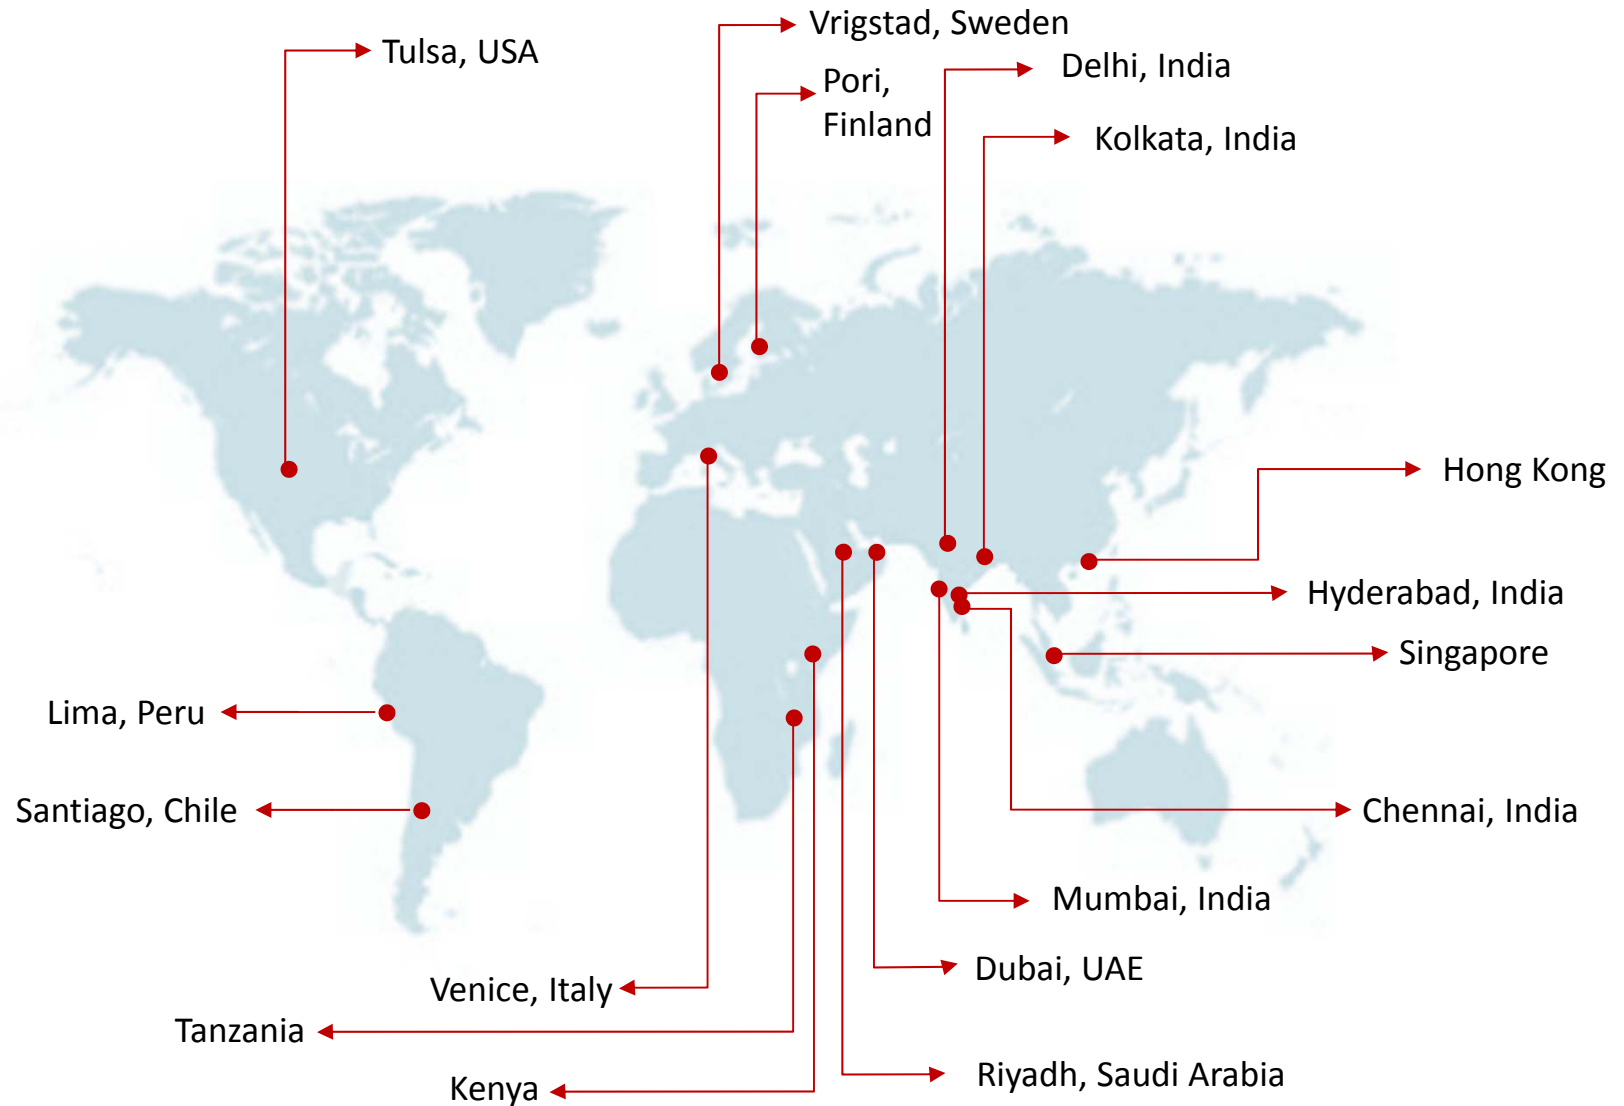 Vrigstad, Sweden
Tulsa, USA
Delhi, India
Pori,
Finland
Kolkata, India
Hong Kong
Hyderabad, India
Singapore
Lima, Peru
Santiago, Chile
Chennai, India
Mumbai, India
Dubai, UAE
Venice, Italy
Tanzania
Riyadh, Saudi Arabia
Kenya